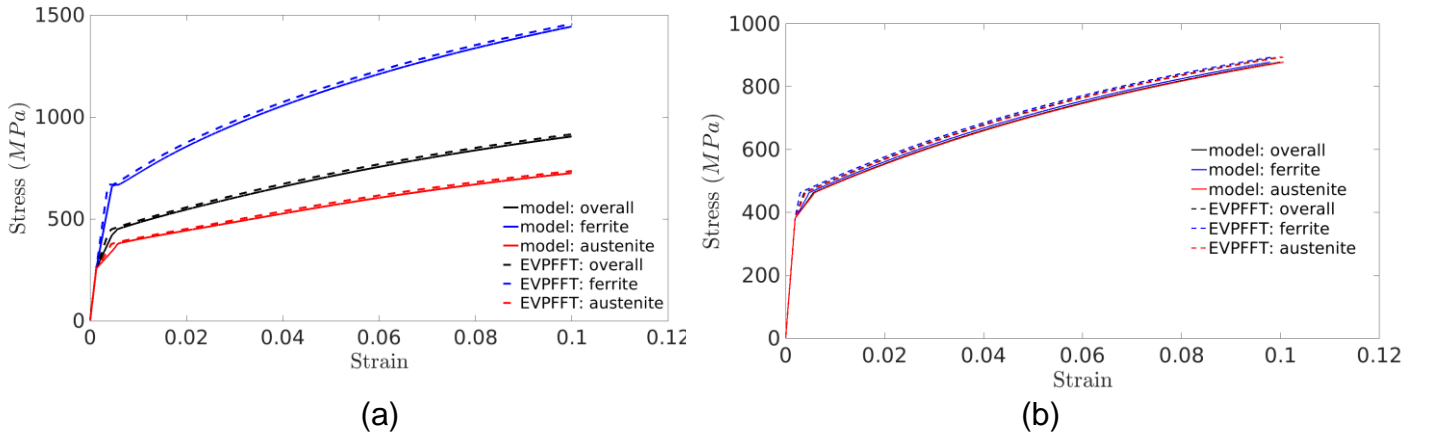 1500
1000
500
0
Stress (MPa)
0 0.02 0.04 0.06 0.08 0.1 0.12
Strain
model: overall
model: ferrite
model: austenite
EVPFFT: overall
EVPFFT: ferrite
EVPFFT: austenite
(a)
1000
800
600
400
200
0
Stress (MPa)
0 0.02 0.04 0.06 0.08 0.1 0.12
Strain
model: overall
model: ferrite
model: austenite
EVPFFT: overall
EVPFFT: ferrite
EVPFFT: austenite
(b)